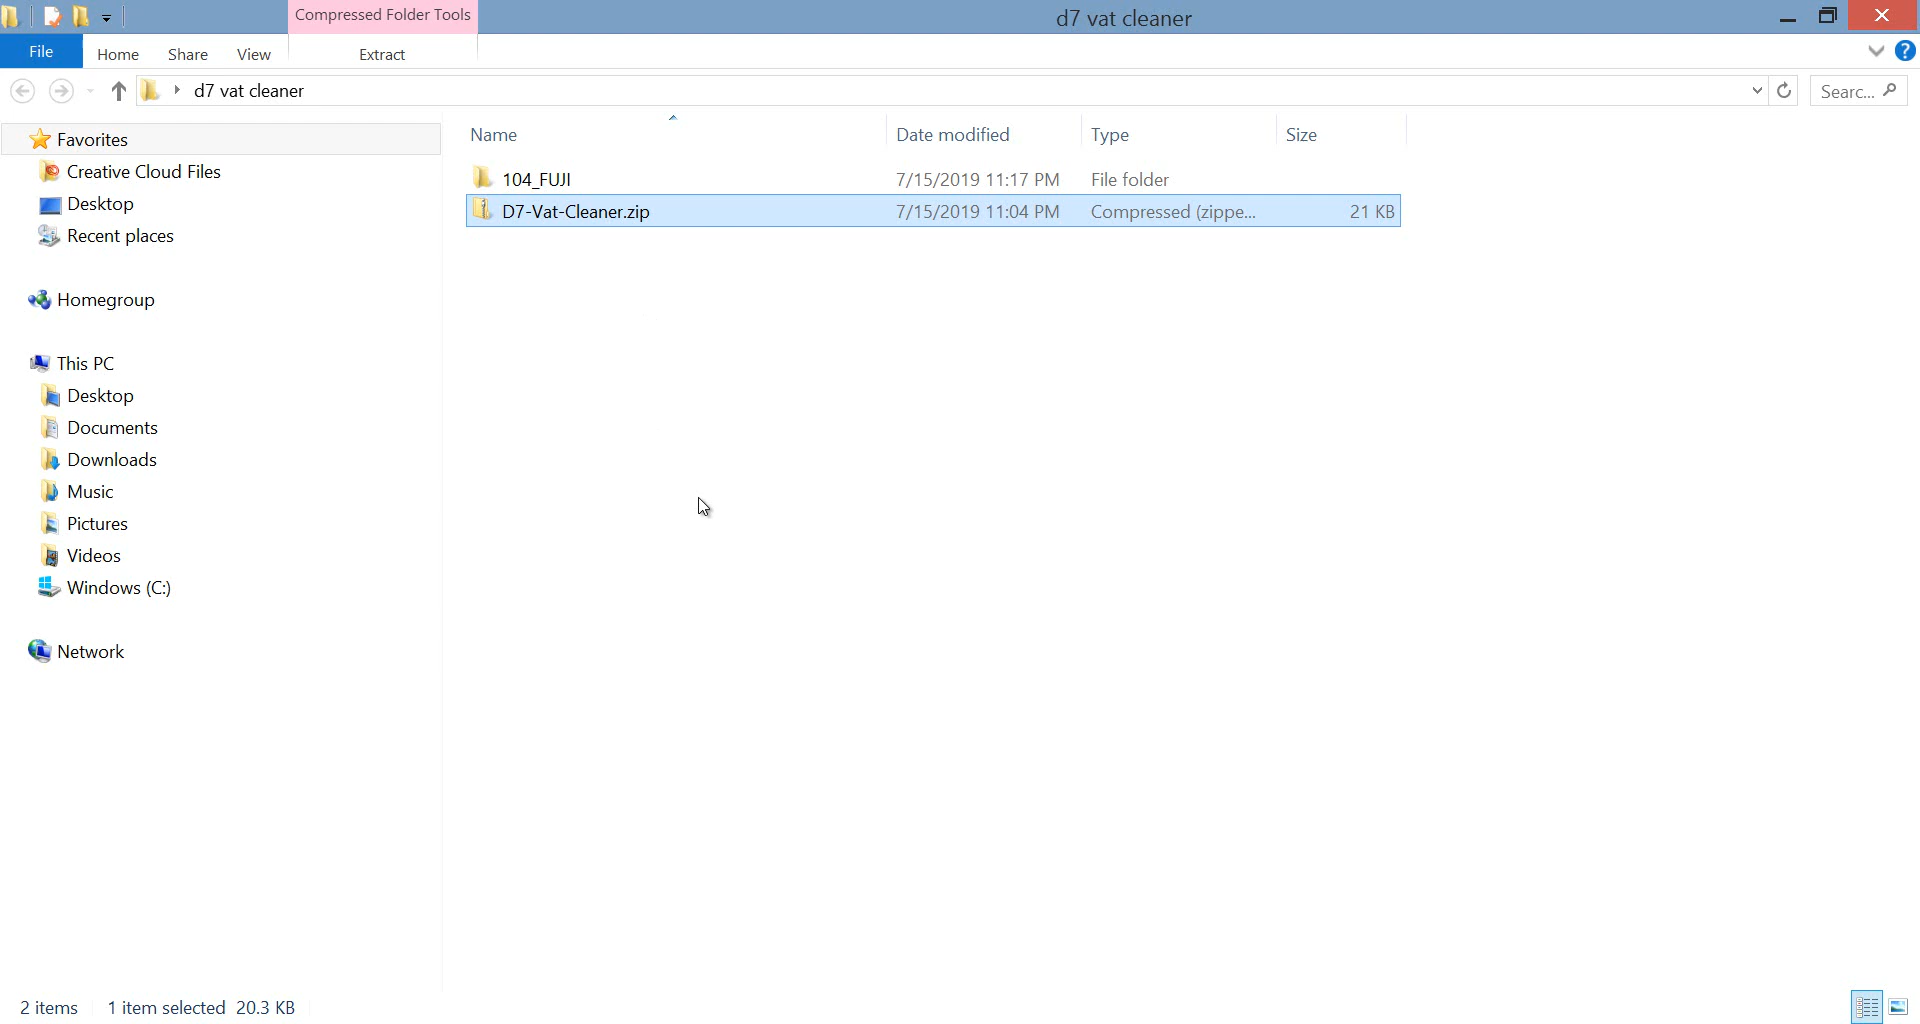 Compressed Folder Tools
d7 vat cleaner
File
Home
Share
View
Extract
d7 vat cleaner
Searc...
Favorites
Creative Cloud Files
Desktop
Recent places
Homegroup
This PC
Desktop
Documents
Downloads
Music
Pictures
Videos
Windows (C:)
Network
Name Date modified Type Size
104_FUJI 7/15/2019 11:17 PM File folder
D7-Vat-Cleaner.zip 7/15/2019 11:04 PM Compressed (zippe... 21 KB
2 items 1 item selected 20.3 KB